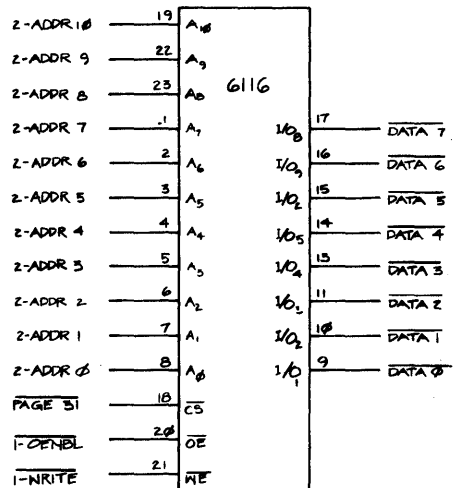 2-ADDR 10 19 A10
2-ADDR 9 22 A9
2-ADDR 8 23 A8
6116
2-ADDR 7 1 A7 I/O8 17 DATA 7
2-ADDR 6 2 A6 16 DATA 6
2-ADDR 5 3 A5 15 DATA 5
2-ADDR 4 4 A4 I/O5 14 DATA 4
2-ADDR 3 5 A3 I/O4 13 DATA 3
2-ADDR 2 6 A2 11 DATA 2
2-ADDR 1 7 A1 I/O2 10 DATA 1
2-ADDR 0 8 A0 I/O1 9 DATA 0
PAGE 31 18 CS
1-OENBL 20 OE
1-WRITE 21 WE